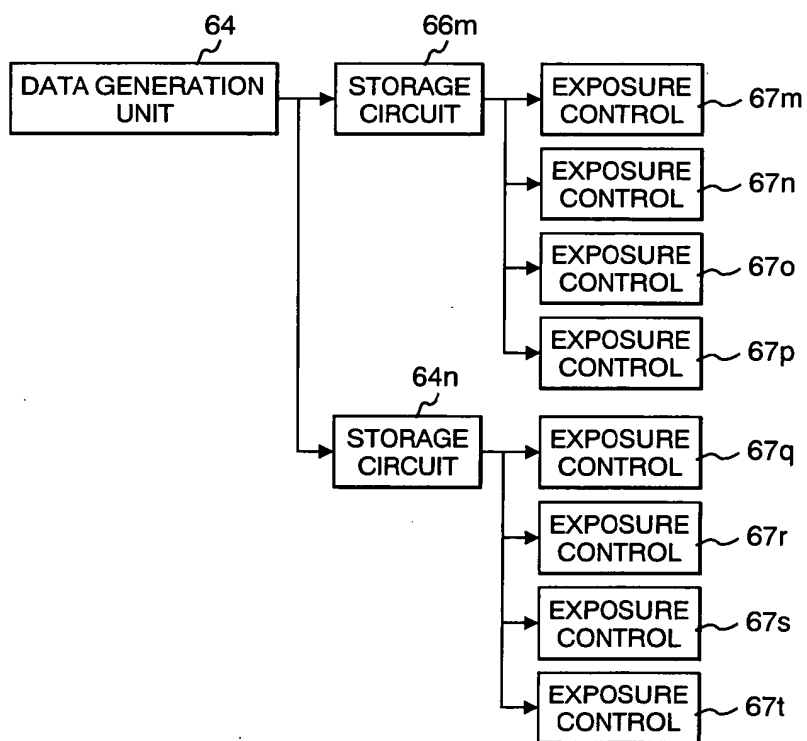 64
DATA GENERATION
UNIT
66m
STORAGE
CIRCUIT
EXPOSURE
CONTROL
67m
EXPOSURE
CONTROL
67n
EXPOSURE
CONTROL
67o
EXPOSURE
CONTROL
67p
64n
STORAGE
CIRCUIT
EXPOSURE
CONTROL
67q
EXPOSURE
CONTROL
67r
EXPOSURE
CONTROL
67s
EXPOSURE
CONTROL
67t